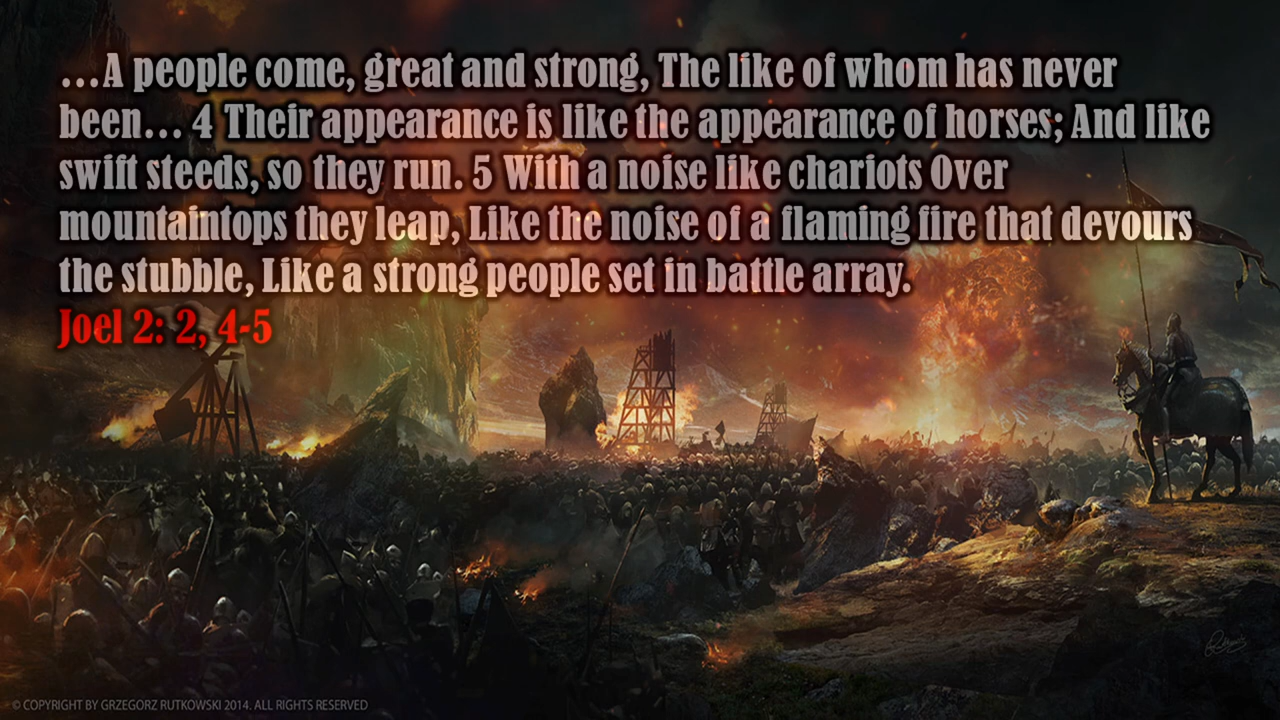 …A people come, great and strong, The like of whom has never
been… 4 Their appearance is like the appearance of horses; And like
swift steeds, so they run. 5 With a noise like chariots Over
mountaintops they leap, Like the noise of a flaming fire that devours
the stubble, Like a strong people set in battle array.
Joel 2: 2, 4-5
© COPYRIGHT BY GRZEGORZ RUTKOWSKI 2014. ALL RIGHTS RESERVED